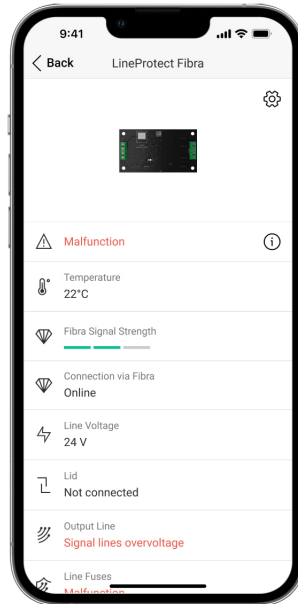 9:41
Back
LineProtect Fibra
Malfunction
Temperature
22°C
Fibra Signal Strength
Connection via Fibra
Online
Line Voltage
24 V
Lid
Not connected
Output Line
Signal lines overvoltage
Line Fuses
Malfunction